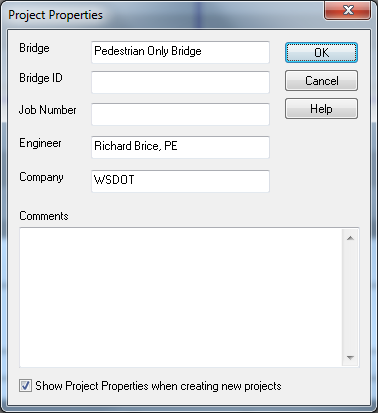 Project Properties
Bridge Pedestrian Only Bridge OK
Bridge ID Cancel
Job Number Help
Engineer Richard Brice, PE
Company WSDOT
Comments
Show Project Properties when creating new projects